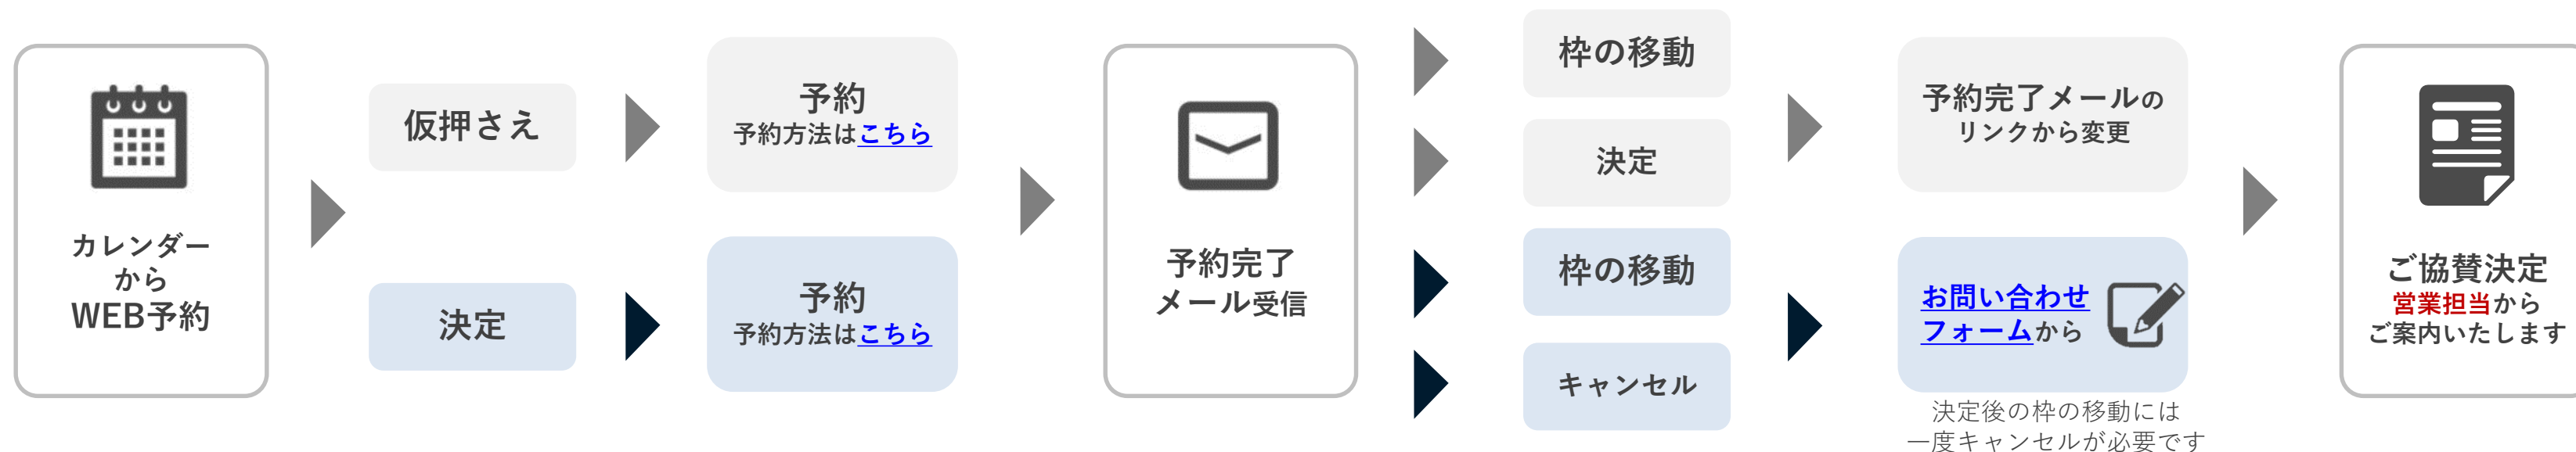 カレンダー
から
WEB予約
仮押さえ
予約
予約方法はこちら
決定
予約
予約方法はこちら
予約完了
メール受信
枠の移動
決定
枠の移動
キャンセル
予約完了メールの
リンクから変更
お問い合わせ
フォームから
決定後の枠の移動には
一度キャンセルが必要です
ご協賛決定
営業担当から
ご案内いたします